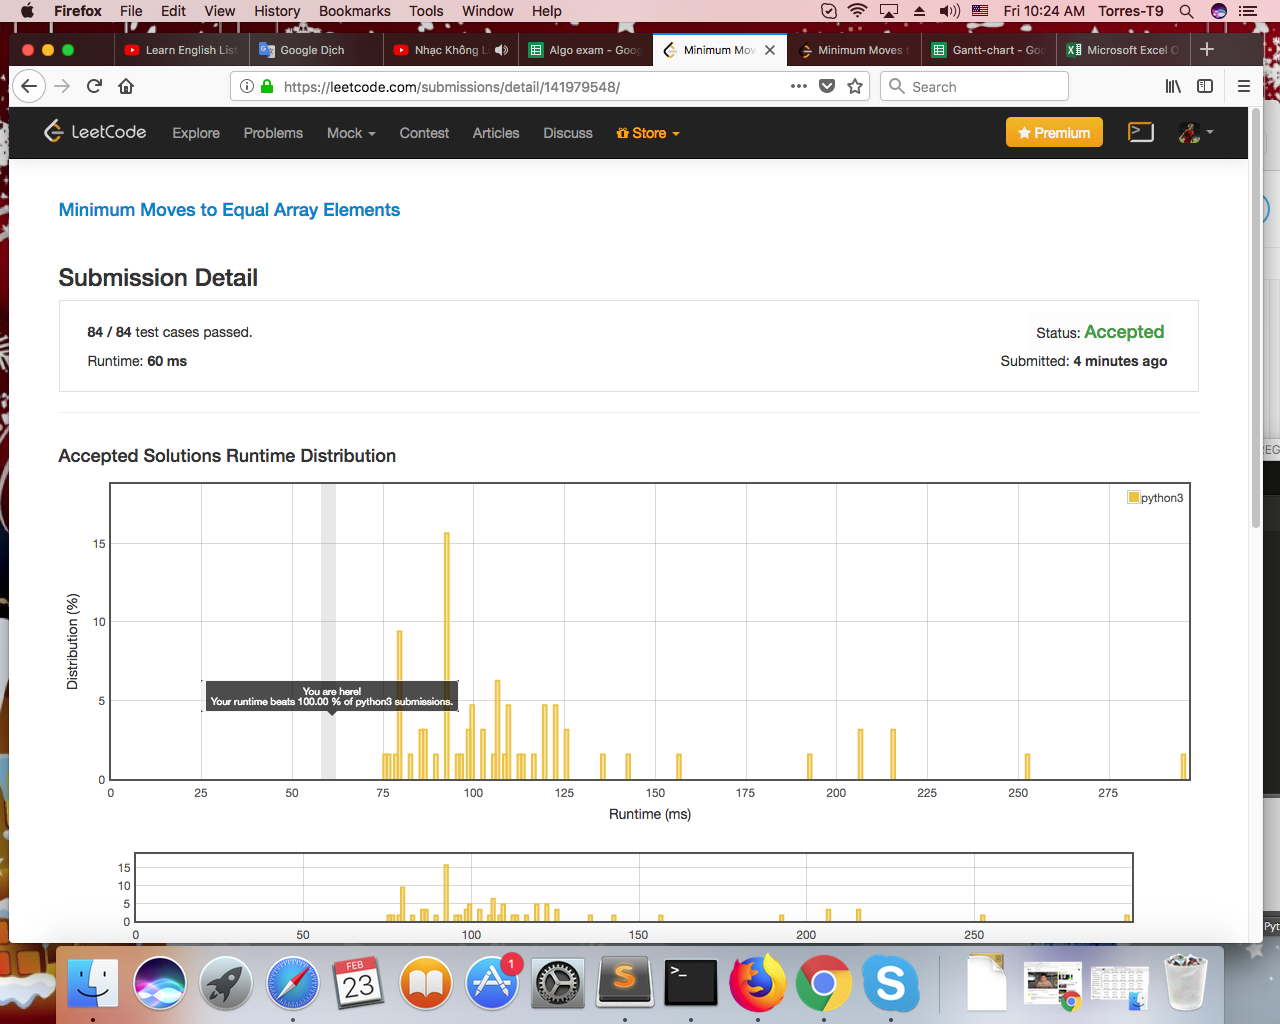 Firefox File Edit View History Bookmarks Tools Window Help Fri 10:24 AM Torres-T9
Learn English List Google Dịch Nhạc Không L Algo exam - Goo Minimum Mov Minimum Moves t Gantt-chart - Goo Microsoft Excel O
https://leetcode.com/submissions/detail/141979548/ Search
LeetCode Explore Problems Mock Contest Articles Discuss Store Premium
Minimum Moves to Equal Array Elements
Submission Detail
84 / 84 test cases passed. Status: Accepted
Runtime: 60 ms Submitted: 4 minutes ago
Accepted Solutions Runtime Distribution
python3
15
10
5
0
Distribution (%)
You are here!
Your runtime beats 100.00 % of python3 submissions.
0 25 50 75 100 125 150 175 200 225 250 275
Runtime (ms)
15
10
5
0
0 50 100 150 200 250
REG
Pyt
FEB
23
1